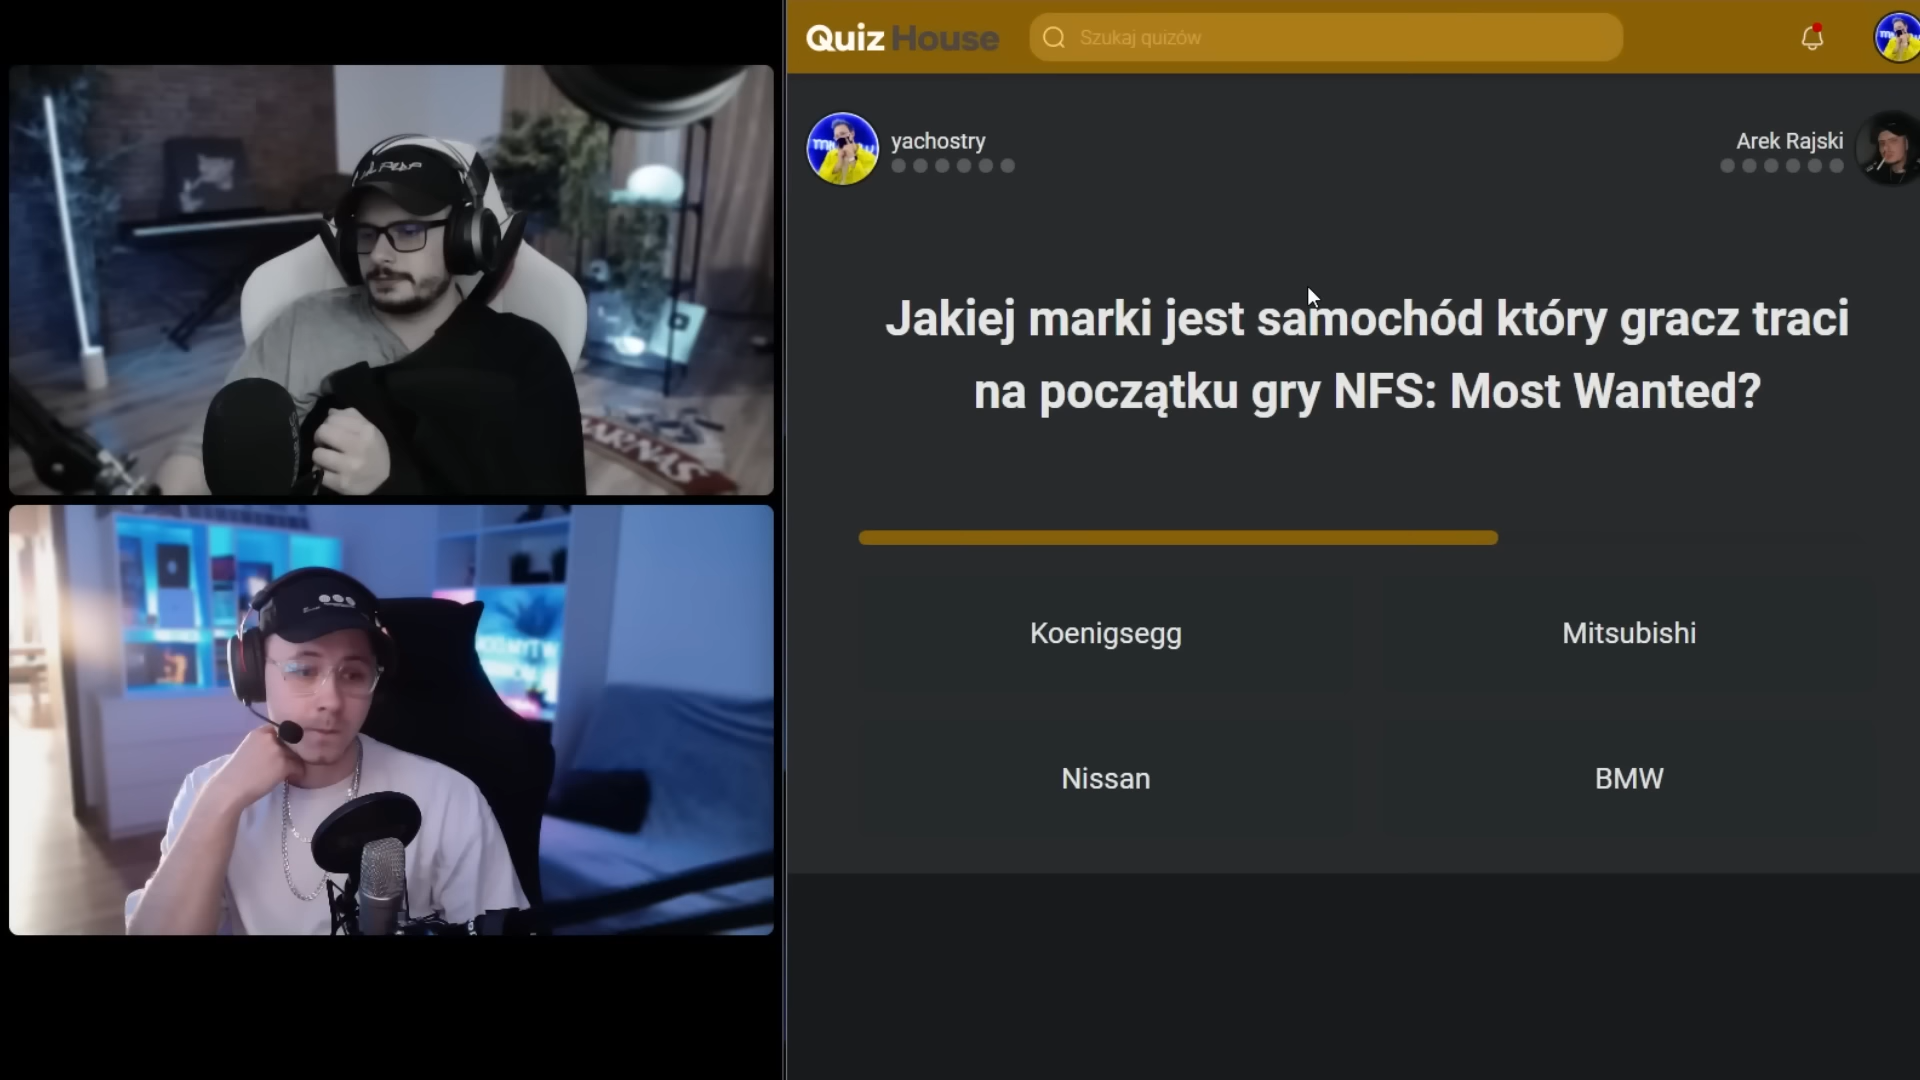 Quiz House
Szukaj quizów
yachostry
Arek Rajski
Jakiej marki jest samochód który gracz traci
na początku gry NFS: Most Wanted?
Koenigsegg
Mitsubishi
Nissan
BMW